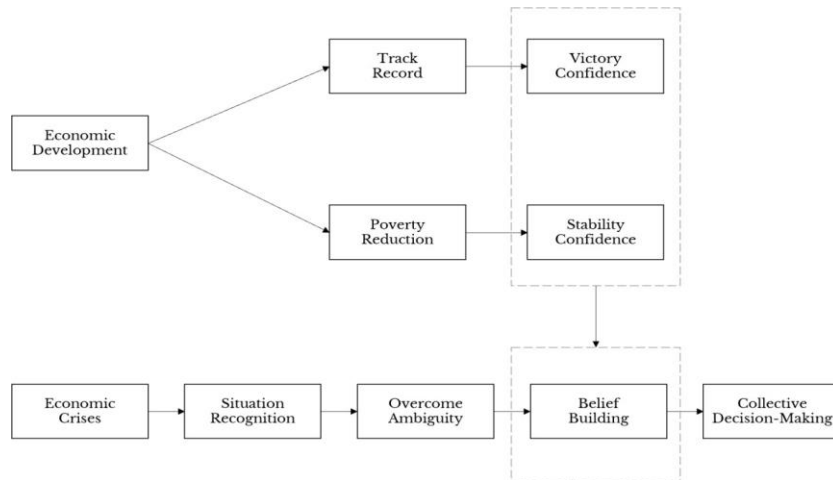 Track
Record
Victory
Confidence
Economic
Development
Poverty
Reduction
Stability
Confidence
Economic
Crises
Situation
Recognition
Overcome
Ambiguity
Belief
Building
Collective
Decision-Making